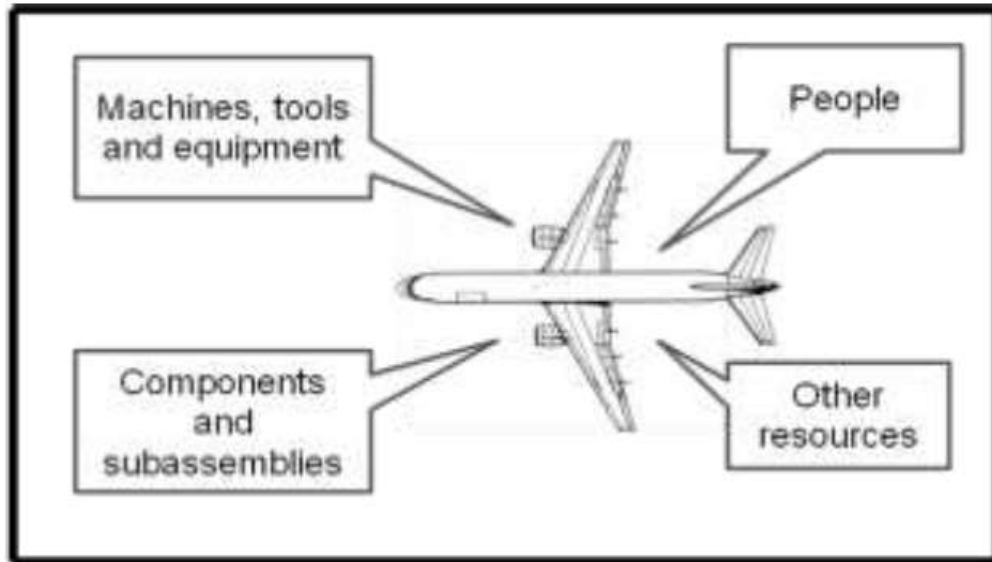 Machines, tools
and equipment
People
Components
and
subassemblies
Other
resources